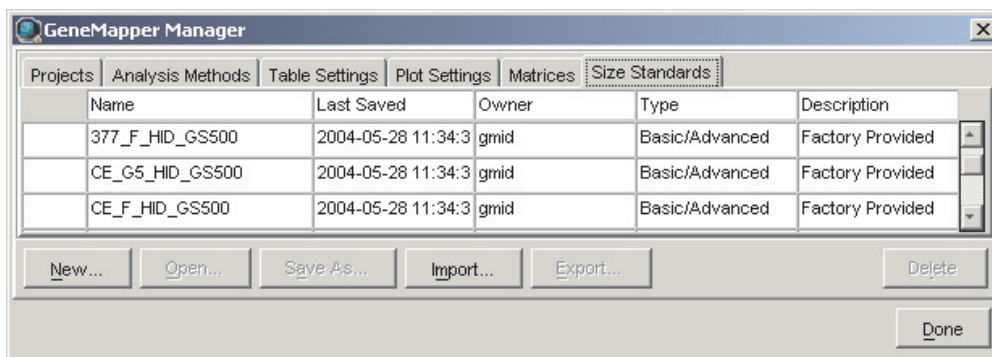 GeneMapper Manager
Projects Analysis Methods Table Settings Plot Settings Matrices Size Standards
Name Last Saved Owner Type Description
377_F_HID_GS500 2004-05-28 11:34:3 gmid Basic/Advanced Factory Provided
CE_G5_HID_GS500 2004-05-28 11:34:3 gmid Basic/Advanced Factory Provided
CE_F_HID_GS500 2004-05-28 11:34:3 gmid Basic/Advanced Factory Provided
New... Open... Save As... Import... Export... Delete
Done